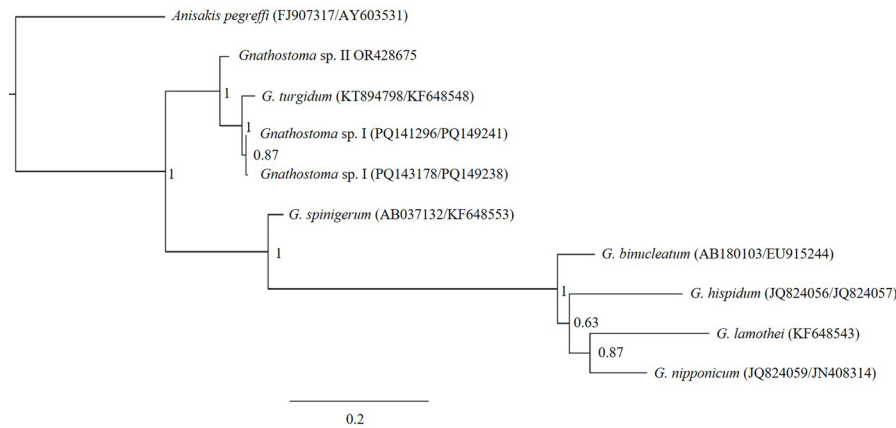 Anisakis pegreffi (FJ907317/AY603531)
Gnathostoma sp. II OR428675
1
G. turgidum (KT894798/KF648548)
1
Gnathostoma sp. I (PQ141296/PQ149241)
0.87
Gnathostoma sp. I (PQ143178/PQ149238)
1
G. spinigerum (AB037132/KF648553)
1
G. binucleatum (AB180103/EU915244)
1
G. hispidum (JQ824056/JQ824057)
0.63
G. lamothei (KF648543)
0.87
G. nipponicum (JQ824059/JN408314)
0.2